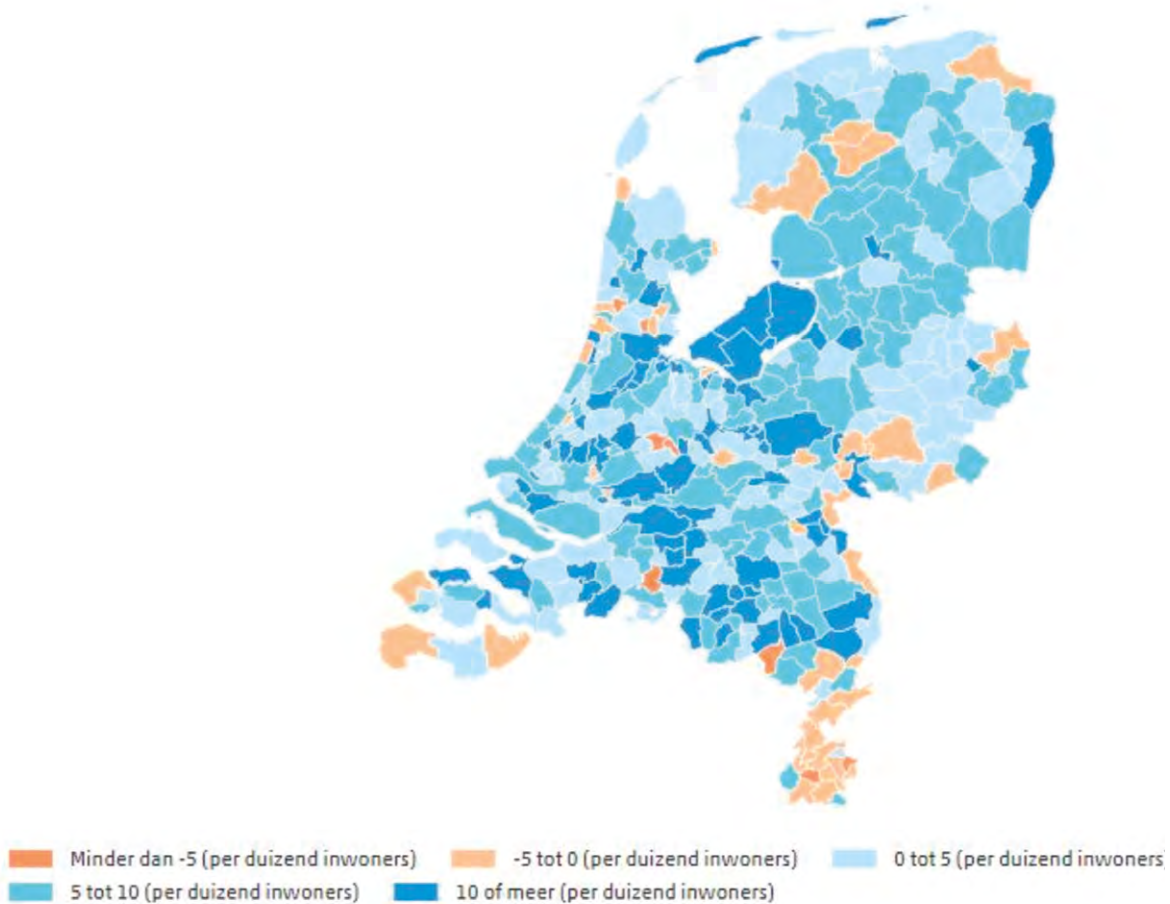 Minder dan -5 (per duizend inwoners) -5 tot 0 (per duizend inwoners) 0 tot 5 (per duizend inwoners)
5 tot 10 (per duizend inwoners) 10 of meer (per duizend inwoners)